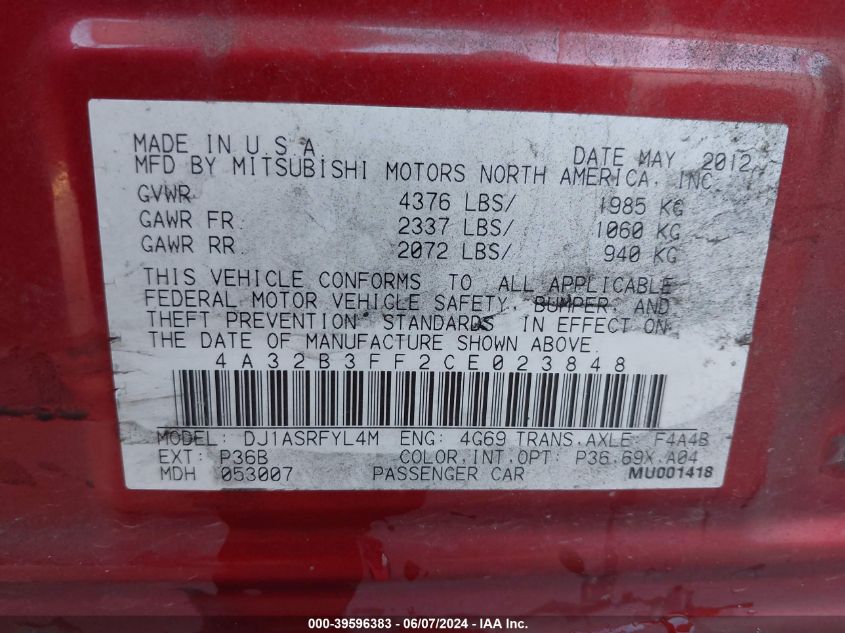 MADE IN U.S.A. DATE MAY 2012
MFD BY MITSUBISHI MOTORS NORTH AMERICA, INC.
GVWR 4376 LBS/ 1985 KG
GAWR FR 2337 LBS/ 1060 KG
GAWR RR 2072 LBS/ 940 KG
THIS VEHICLE CONFORMS TO ALL APPLICABLE
FEDERAL MOTOR VEHICLE SAFETY, BUMPER, AND
THEFT PREVENTION STANDARDS IN EFFECT ON
THE DATE OF MANUFACTURE SHOWN ABOVE.
4A32B3FF2CE023848
MODEL: DJ1ASRFYL4M ENG: 4G69 TRANS.AXLE: F4A4B
EXT: P36B COLOR.INT.OPT: P36.69X.A04
MDH 053007 PASSENGER CAR MU001418
000-39596383 - 06/07/2024 - IAA Inc.